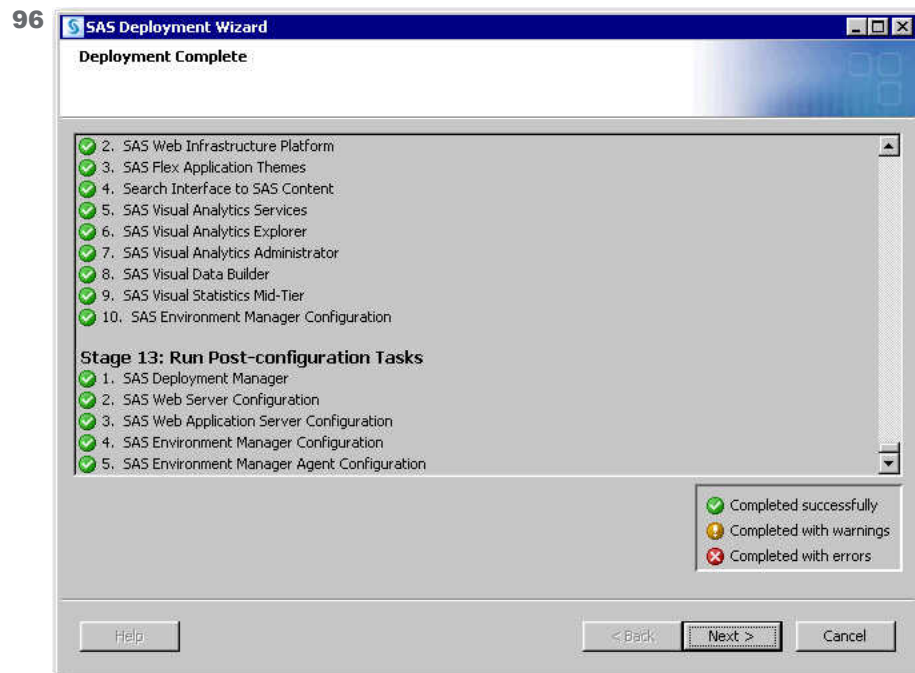 96
SAS Deployment Wizard
Deployment Complete
2. SAS Web Infrastructure Platform
3. SAS Flex Application Themes
4. Search Interface to SAS Content
5. SAS Visual Analytics Services
6. SAS Visual Analytics Explorer
7. SAS Visual Analytics Administrator
8. SAS Visual Data Builder
9. SAS Visual Statistics Mid-Tier
10. SAS Environment Manager Configuration
Stage 13: Run Post-configuration Tasks
1. SAS Deployment Manager
2. SAS Web Server Configuration
3. SAS Web Application Server Configuration
4. SAS Environment Manager Configuration
5. SAS Environment Manager Agent Configuration
Completed successfully
Completed with warnings
Completed with errors
Help < Back Next > Cancel